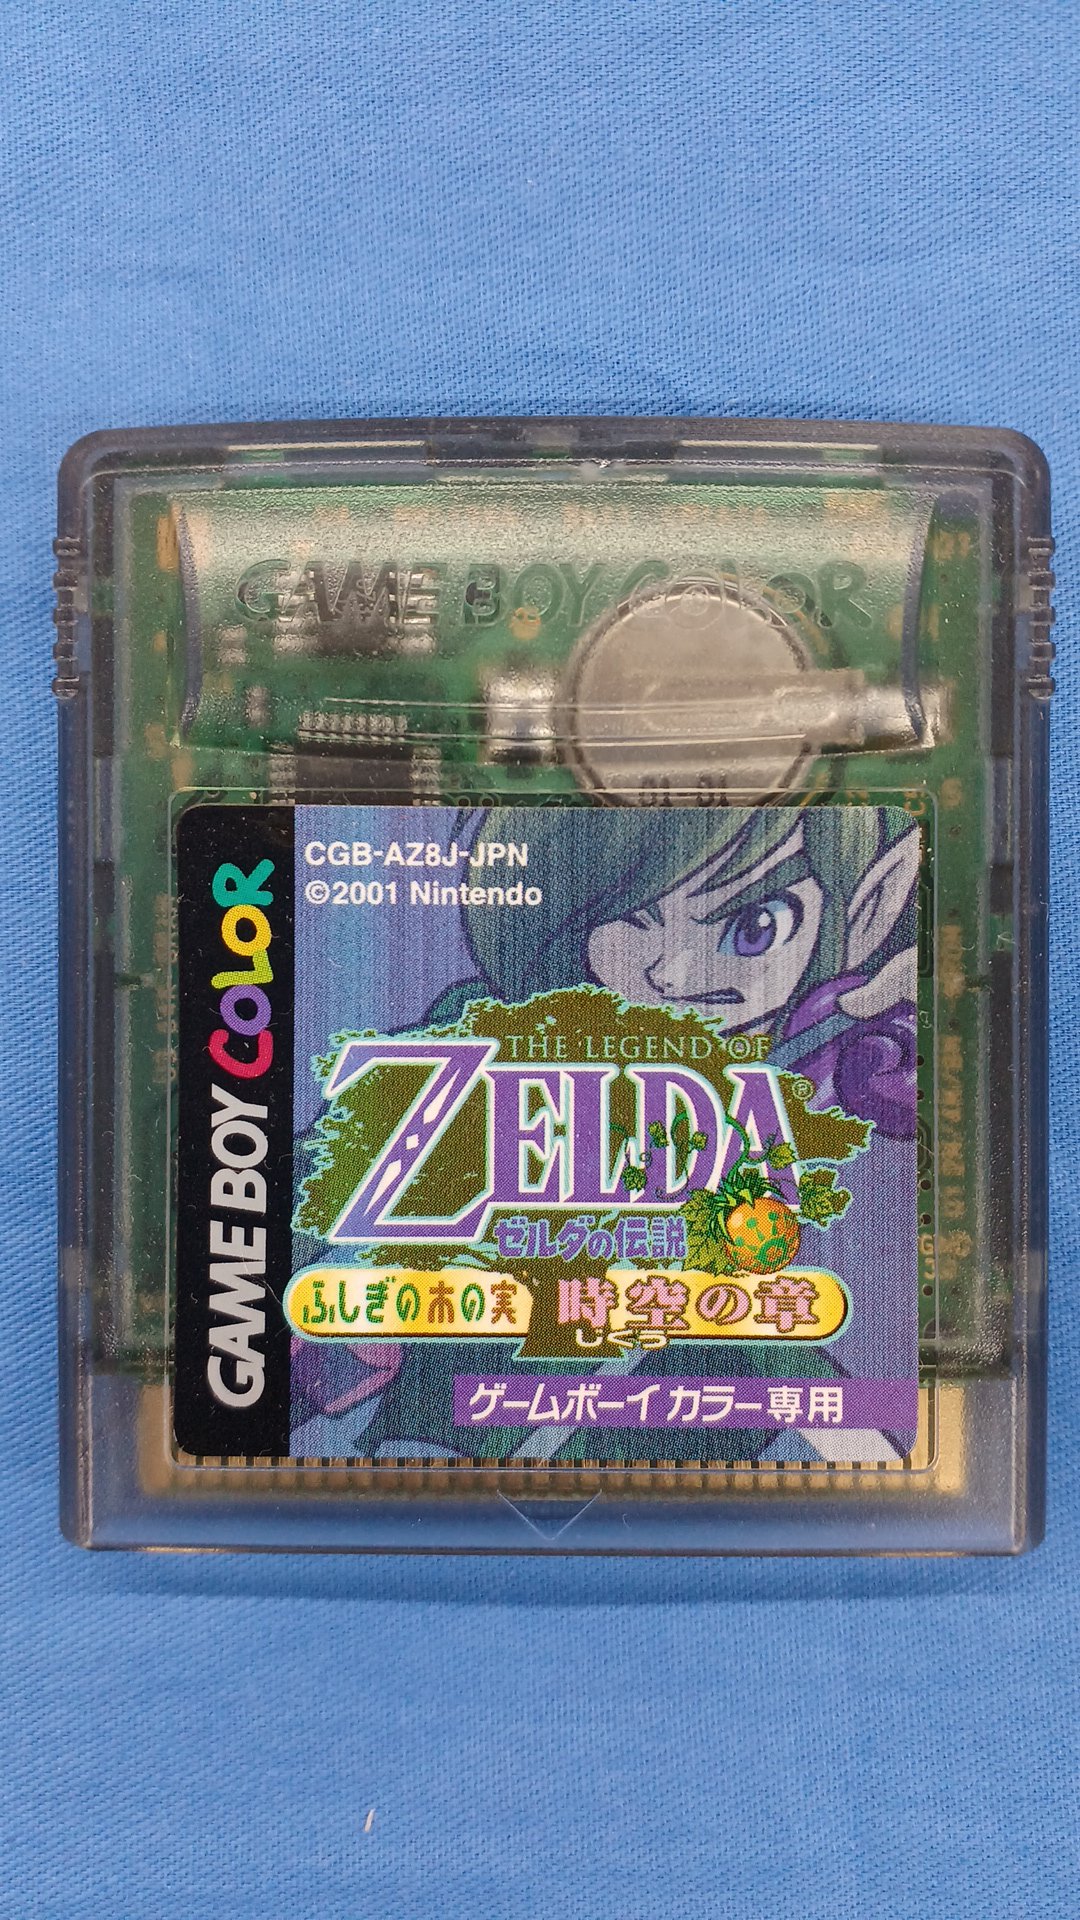 GAME BOY COLOR
GAME BOY COLOR
CGB-AZ8J-JPN
©2001 Nintendo
THE LEGEND OF
ZELDA®
ゼルダの伝説
ふしぎの木の実 時空の章
じくう
ゲームボーイカラー専用